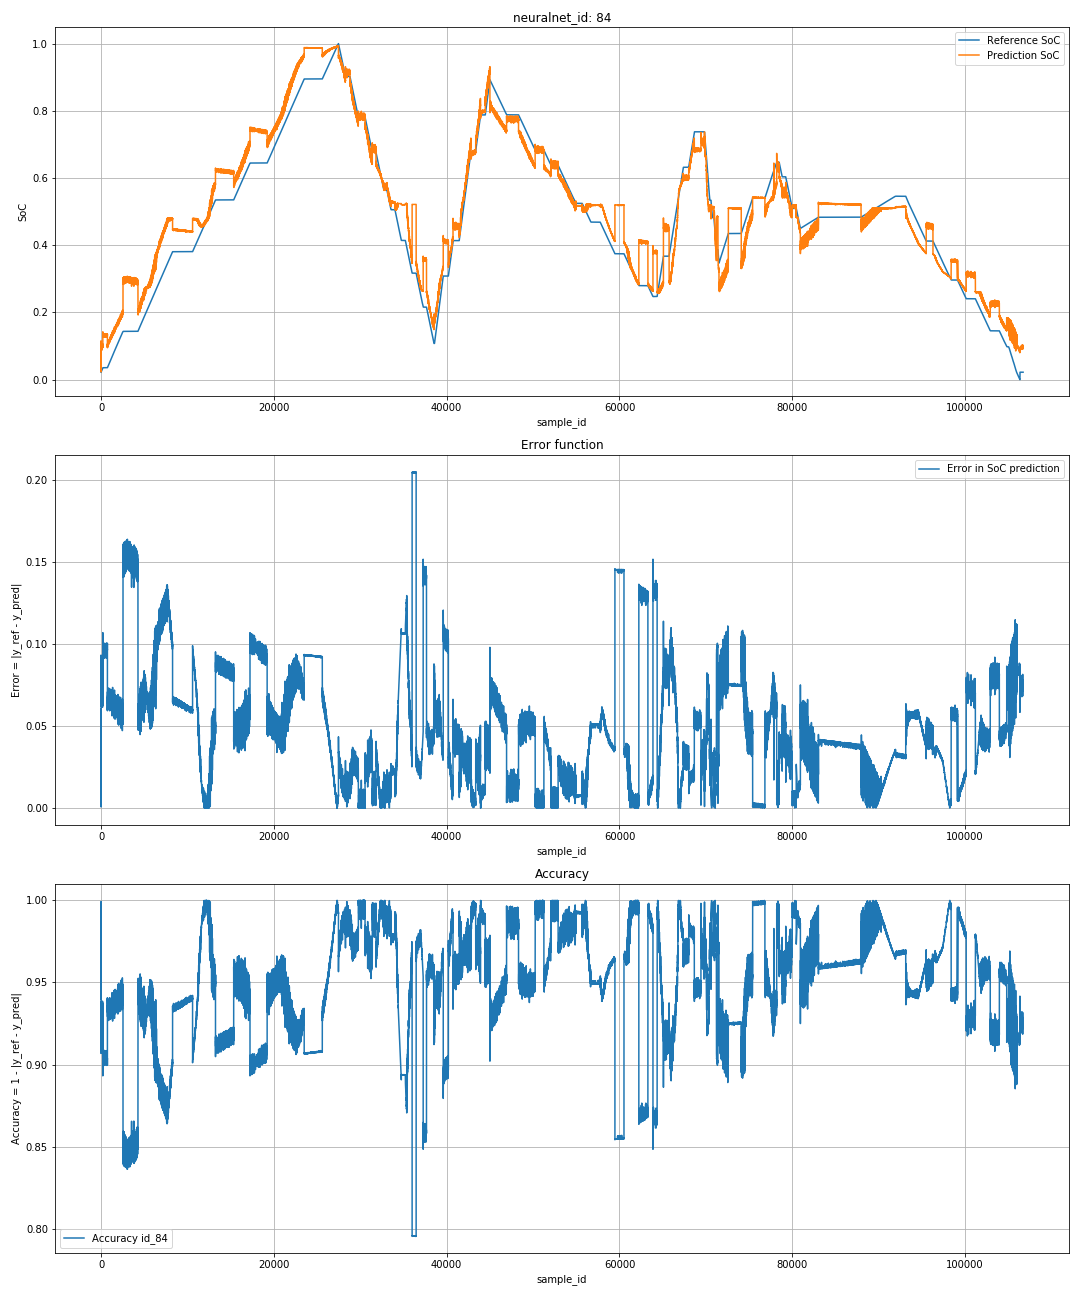 neuralnet_id: 84
1.0
0.8
0.6
0.4
0.2
0.0
SoC
Reference SoC
Prediction SoC
0 20000 40000 60000 80000 100000
sample_id
Error function
0.20
0.15
0.10
0.05
0.00
Error = |y_ref - y_pred|
Error in SoC prediction
0 20000 40000 60000 80000 100000
sample_id
Accuracy
1.00
0.95
0.90
0.85
0.80
Accuracy = 1 - |y_ref - y_pred|
Accuracy id_84
0 20000 40000 60000 80000 100000
sample_id